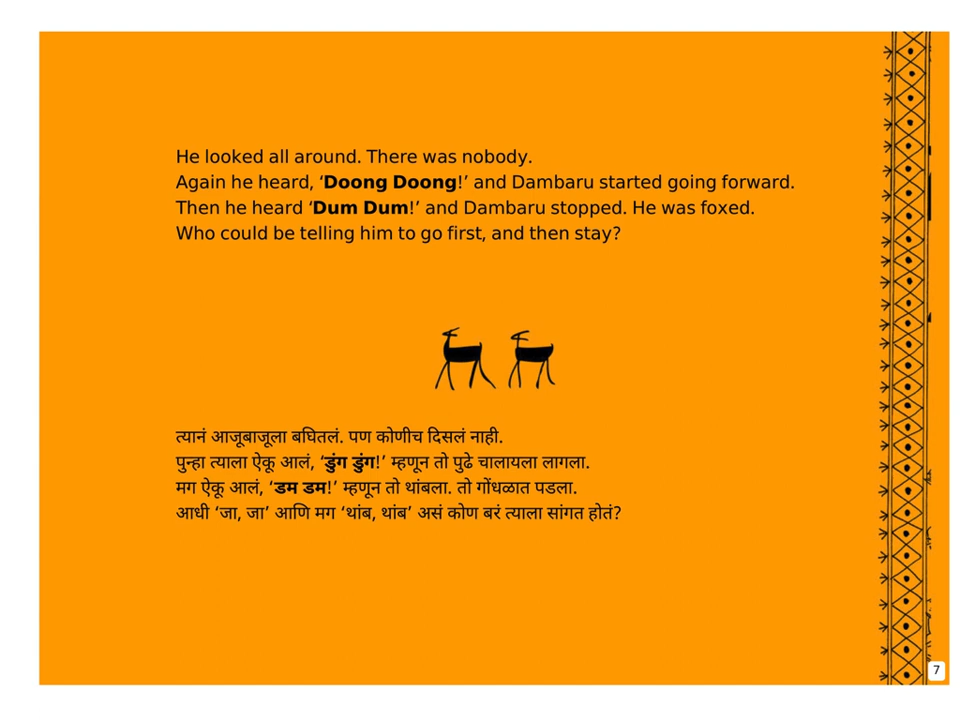 He looked all around. There was nobody.
Again he heard, ‘Doong Doong!’ and Dambaru started going forward.
Then he heard ‘Dum Dum!’ and Dambaru stopped. He was foxed.
Who could be telling him to go first, and then stay?
त्यानं आजूबाजूला बघितलं. पण कोणीच दिसलं नाही.
पुन्हा त्याला ऐकू आलं, ‘डुंग डुंग!’ म्हणून तो पुढे चालायला लागला.
मग ऐकू आलं, ‘डम डम!’ म्हणून तो थांबला. तो गोंधळात पडला.
आधी ‘जा, जा’ आणि मग ‘थांब, थांब’ असं कोण बरं त्याला सांगत होतं?
7